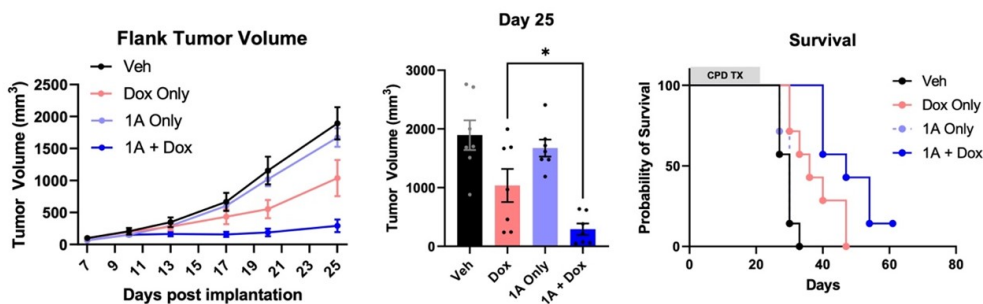 Flank Tumor Volume
Veh
Dox Only
1A Only
1A + Dox
Tumor Volume (mm³)
2500
2000
1500
1000
500
0
7 9 11 13 15 17 19 21 23 25
Days post implantation
Day 25
*
Tumor Volume (mm³)
3000
2000
1000
0
Veh
Dox
1A Only
1A + Dox
Survival
CPD TX
Veh
Dox Only
1A Only
1A + Dox
Probability of Survival
100
50
0
0 20 40 60 80
Days